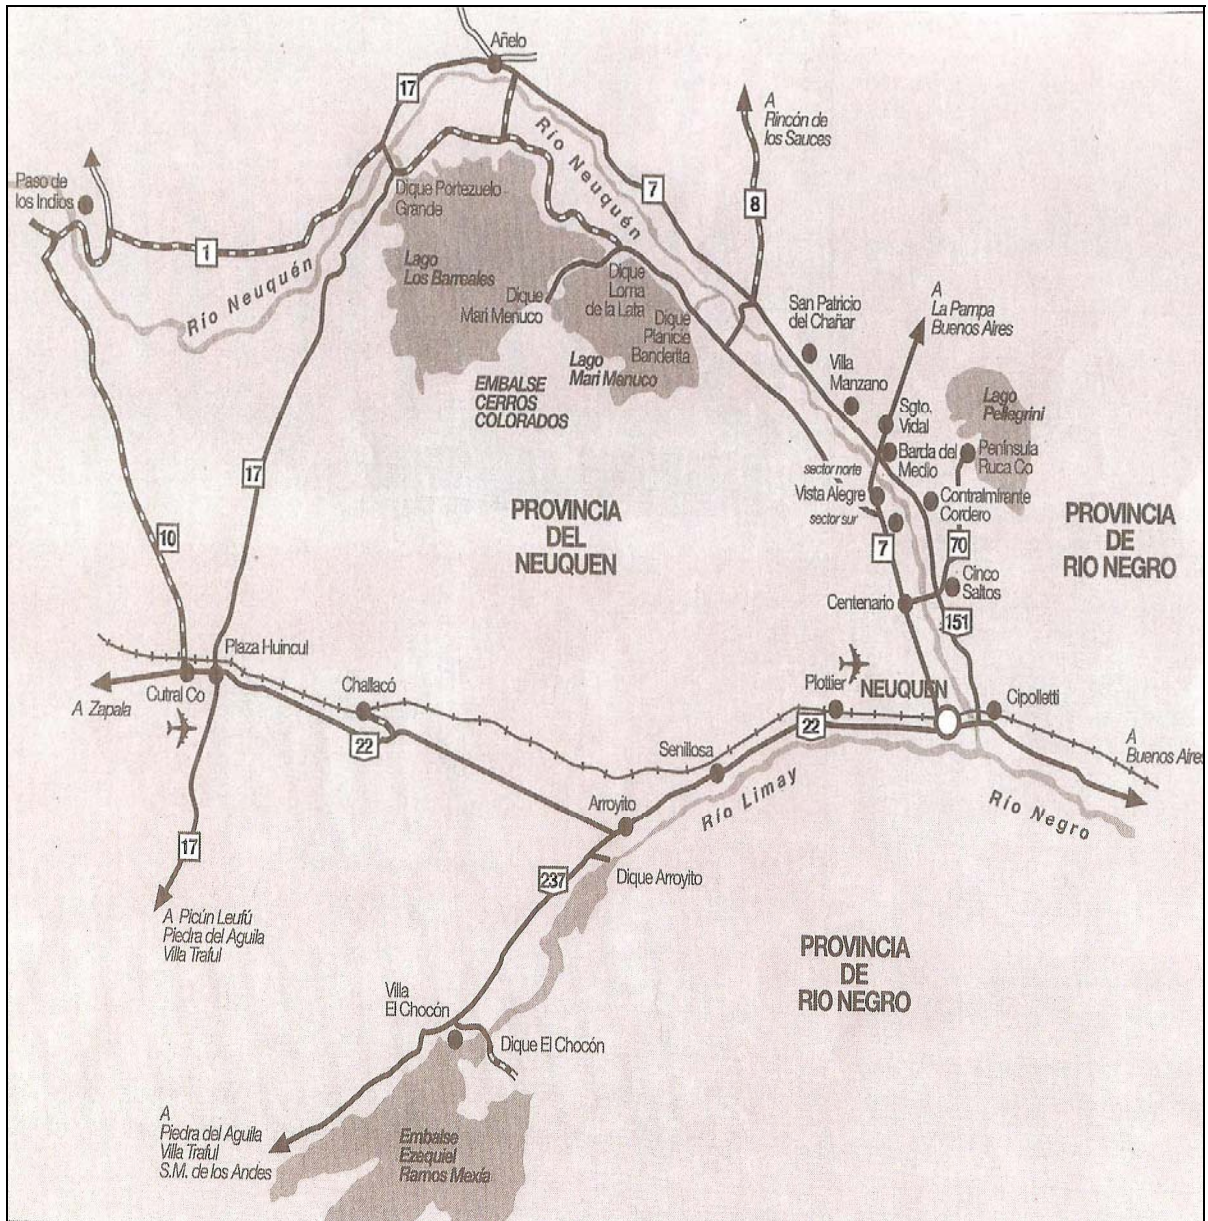 Añelo
17
A
Rincón de
los Sauces
Río Neuquén
Paso de
los Indios
Dique Portezuelo
Grande
7
8
1
Río Neuquén
Lago
Los Barreales
Dique
Mari Menuco
Dique
Loma
de la Lata
Dique
Planicie
Banderita
San Patricio
del Chañar
A
La Pampa
Buenos Aires
Lago
Mari Menuco
EMBALSE
CERROS
COLORADOS
Villa
Manzano
Lago
Pellegrini
Sgto.
Vidal
Barda del
Medio
Península
Ruca Co
17
sector norte
Vista Alegre
sector sur
Contralmirante
Cordero
PROVINCIA
DEL
NEUQUEN
PROVINCIA
DE
RIO NEGRO
10
7
70
Cinco
Saltos
Centenario
151
Plaza Huincul
Cutral Co
A Zapala
Challacó
Plottier
NEUQUEN
Cipolletti
22
22
Senillosa
A
Buenos Aires
Arroyito
Río Limay
Río Negro
17
237
Dique Arroyito
A Picún Leufú
Piedra del Aguila
Villa Traful
PROVINCIA
DE
RIO NEGRO
Villa
El Chocón
Dique El Chocón
A
Piedra del Aguila
Villa Traful
S.M. de los Andes
Embalse
Ezequiel
Ramos Mexía